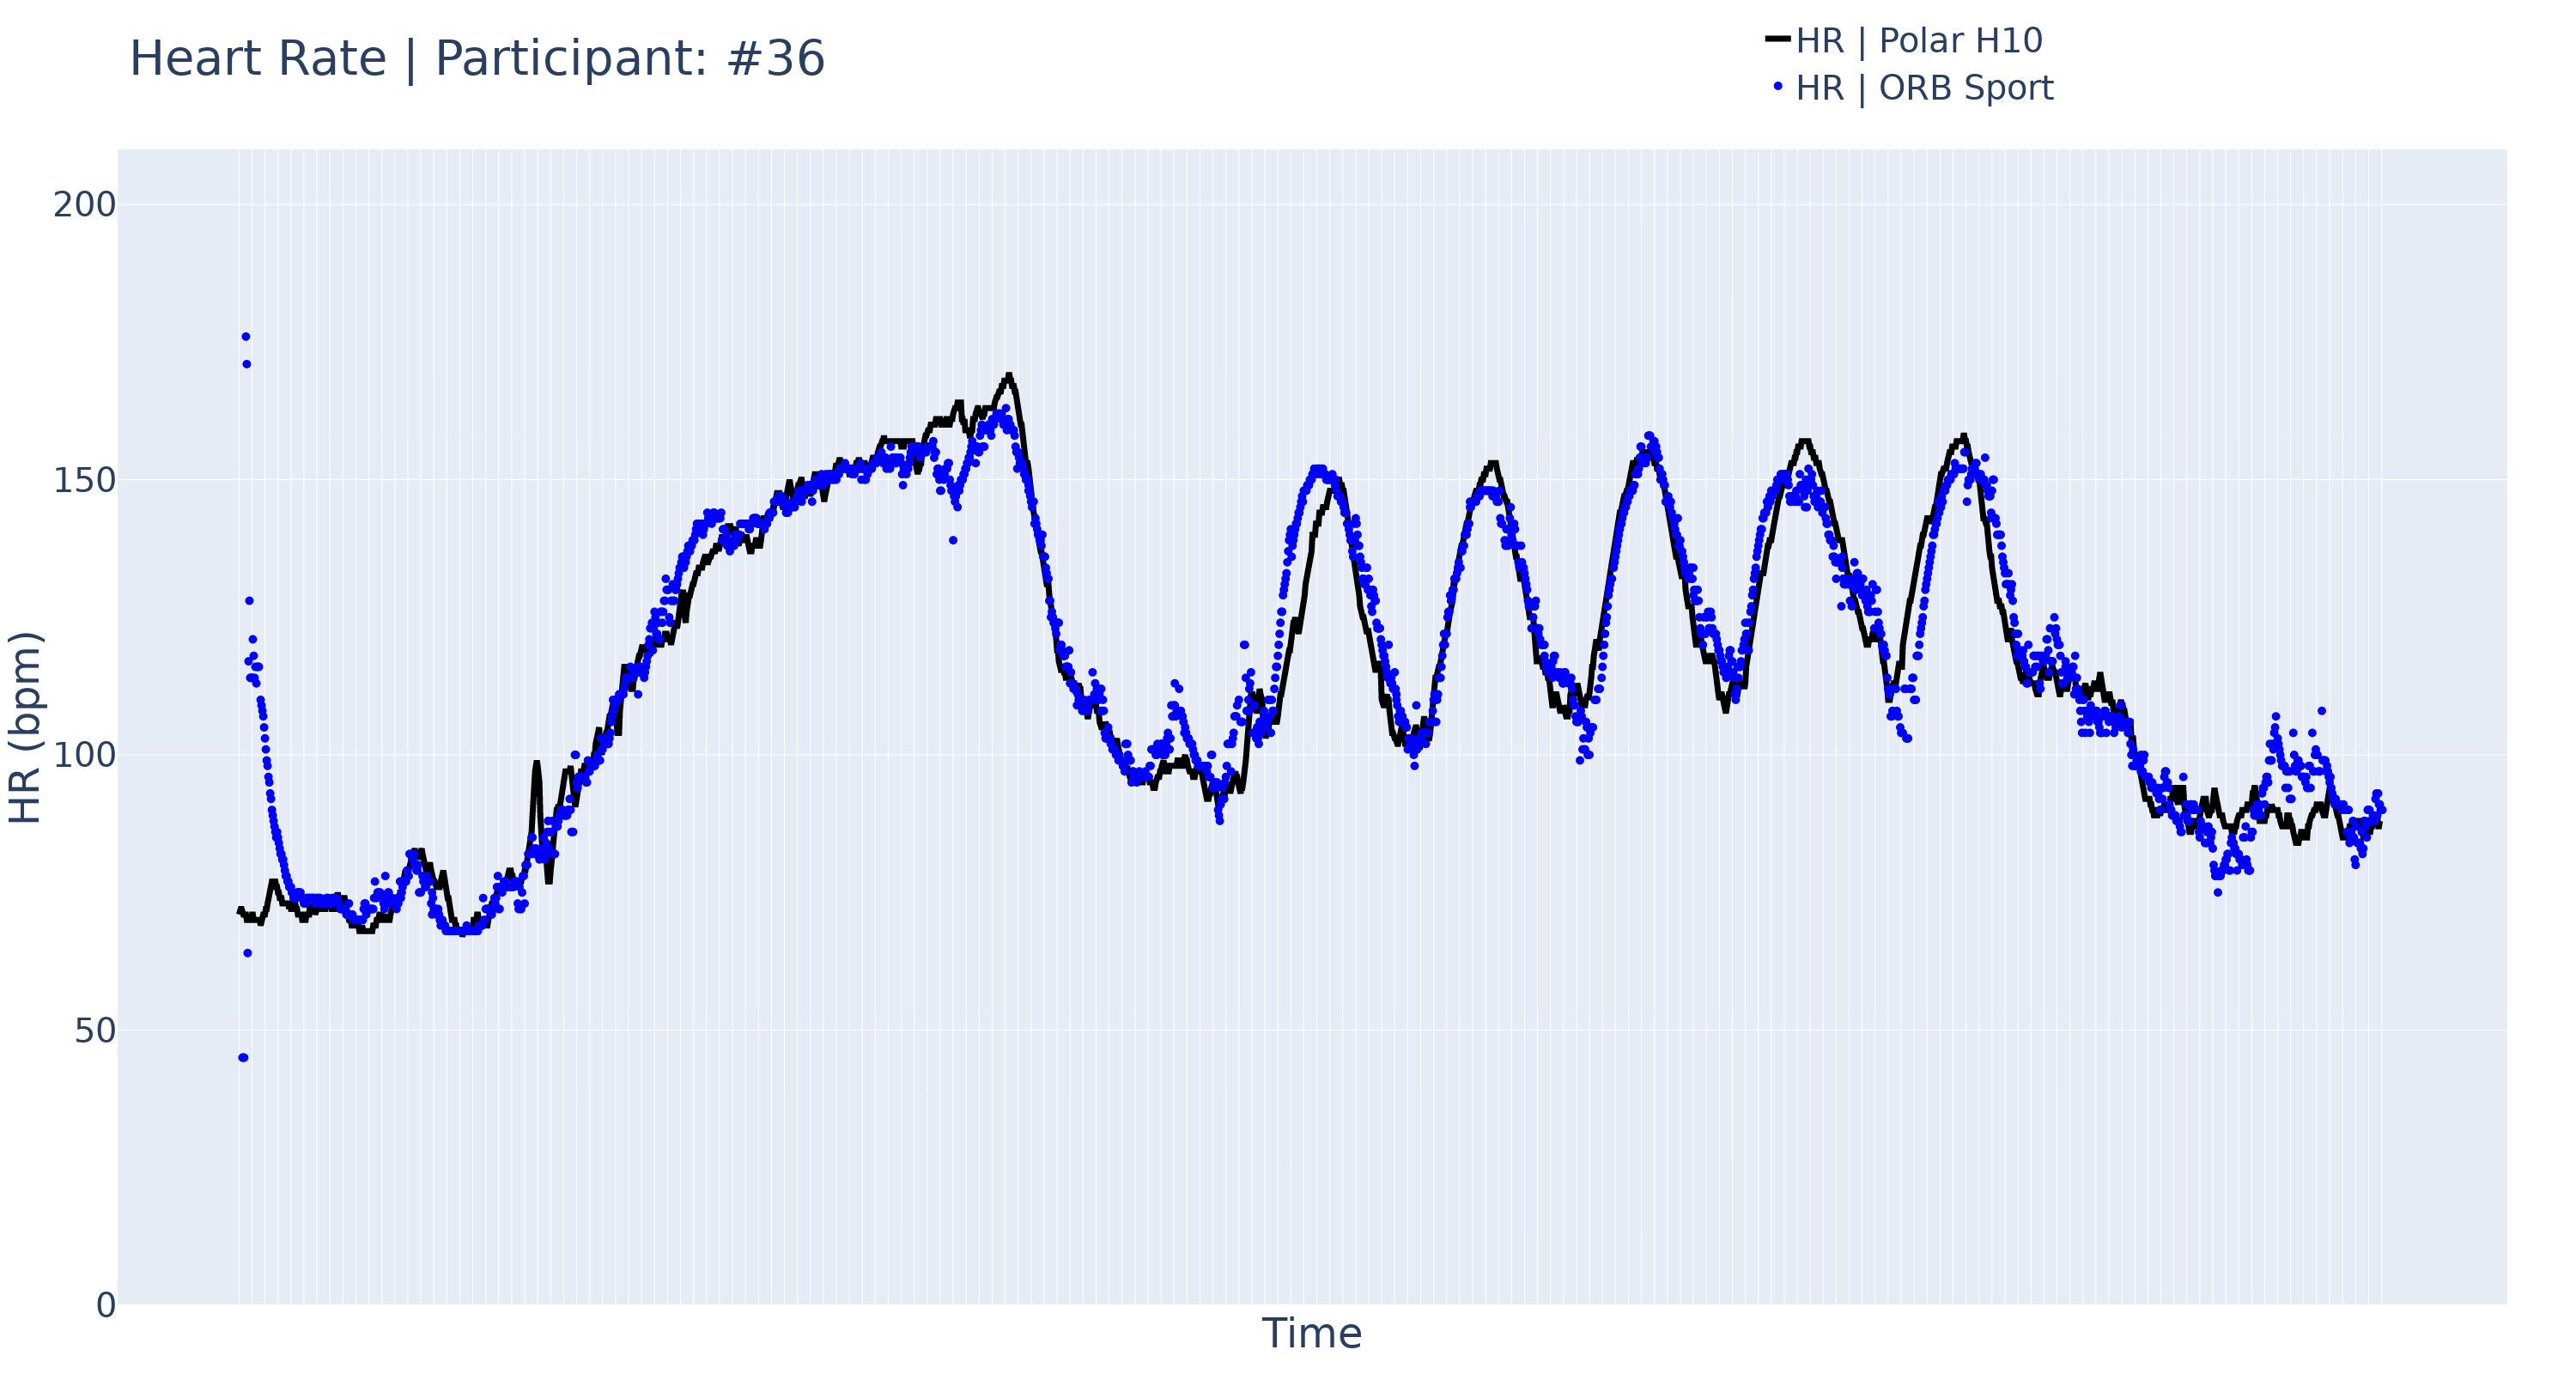 Heart Rate | Participant: #36
HR | Polar H10
HR | ORB Sport
200
150
100
50
0
HR (bpm)
Time